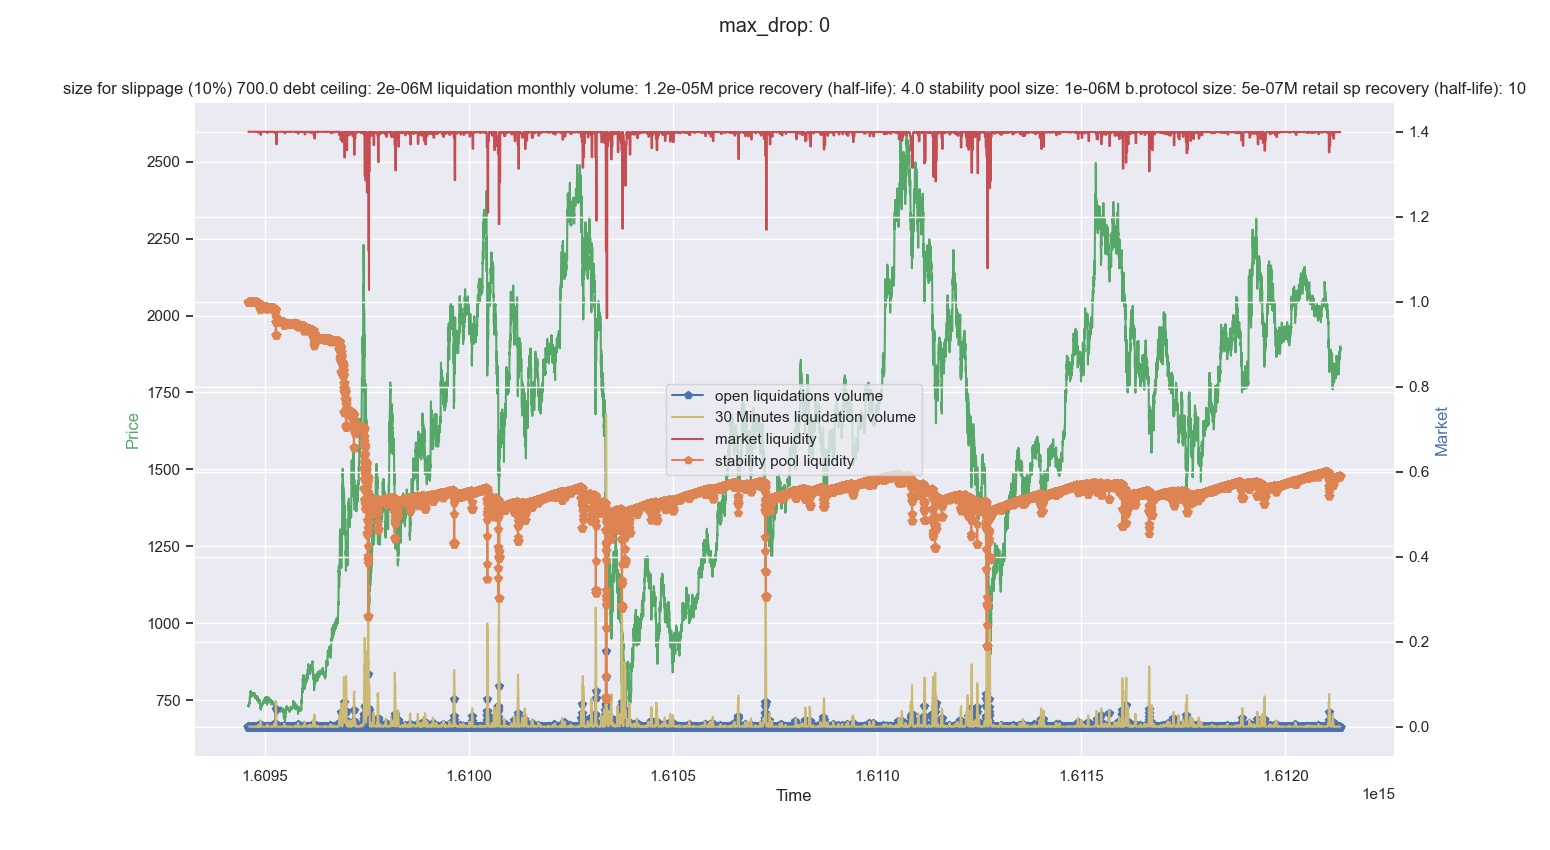 max_drop: 0
size for slippage (10%) 700.0 debt ceiling: 2e-06M liquidation monthly volume: 1.2e-05M price recovery (half-life): 4.0 stability pool size: 1e-06M b.protocol size: 5e-07M retail sp recovery (half-life): 10
2500
2250
2000
1750
1500
1250
1000
750
Price
open liquidations volume
30 Minutes liquidation volume
market liquidity
stability pool liquidity
1.4
1.2
1.0
0.8
0.6
0.4
0.2
0.0
Market
1.6095
1.6100
1.6105
1.6110
1.6115
1.6120
Time
1e15